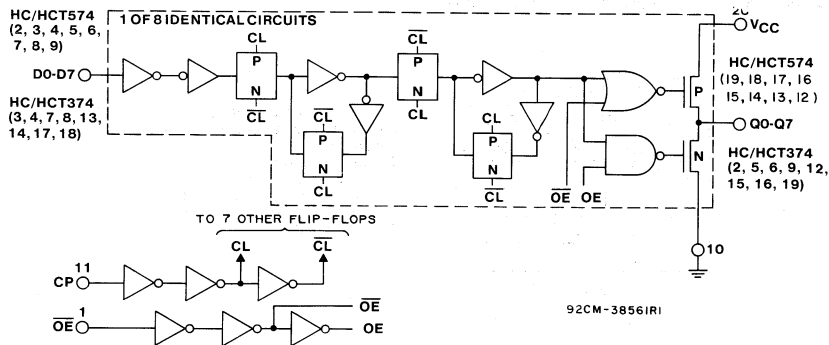 1 OF 8 IDENTICAL CIRCUITS
HC/HCT574
(2, 3, 4, 5, 6,
7, 8, 9)
D0-D7
HC/HCT374
(3, 4, 7, 8, 13,
14, 17, 18)
CL
P
N
CL
CL
P
N
CL
CL
P
N
CL
CL
P
N
CL
OE
OE
20
VCC
HC/HCT574
(19, 18, 17, 16
15, 14, 13, 12)
P
Q0-Q7
N
HC/HCT374
(2, 5, 6, 9, 12,
15, 16, 19)
10
TO 7 OTHER FLIP-FLOPS
CL
CL
11
CP
1
OE
OE
OE
92CM-38561R1